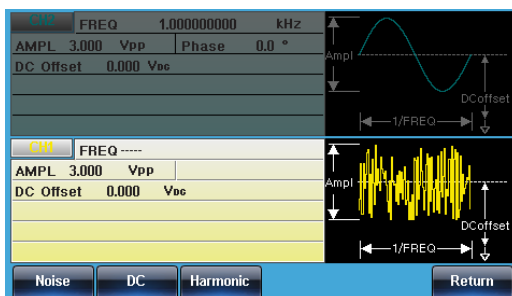 CH2 FREQ 1.000000000 kHz
AMPL 3.000 Vpp Phase 0.0 °
DC Offset 0.000 VDC
Ampl
DCoffset
1/FREQ
CH1 FREQ -----
AMPL 3.000 Vpp
DC Offset 0.000 VDC
Ampl
DCoffset
1/FREQ
Noise DC Harmonic Return